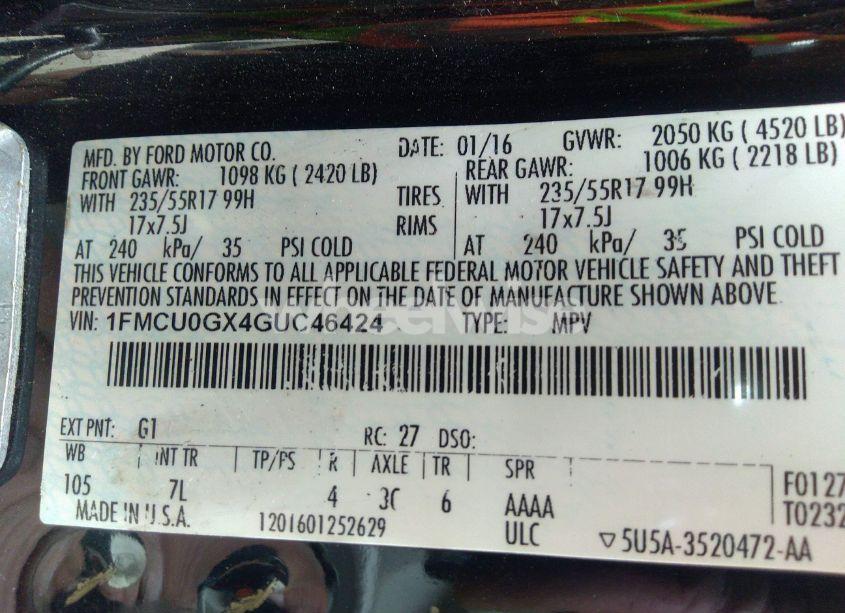 MFD. BY FORD MOTOR CO.
DATE: 01/16 GVWR: 2050 KG ( 4520 LB)
FRONT GAWR: 1098 KG ( 2420 LB) REAR GAWR: 1006 KG ( 2218 LB)
WITH 235/55R17 99H TIRES WITH 235/55R17 99H
17x7.5J RIMS 17x7.5J
AT 240 kPa/ 35 PSI COLD AT 240 kPa/ 35 PSI COLD
THIS VEHICLE CONFORMS TO ALL APPLICABLE FEDERAL MOTOR VEHICLE SAFETY AND THEFT
PREVENTION STANDARDS IN EFFECT ON THE DATE OF MANUFACTURE SHOWN ABOVE.
VIN: 1FMCU0GX4GUC46424 TYPE: MPV
EXT PNT: G1 RC: 27 DSO:
WB INT TR TP/PS R AXLE TR SPR
105 7L 4 3C 6 AAAA F0127
MADE IN U.S.A. 1201601252629 ULC ▽5U5A-3520472-AA T0232